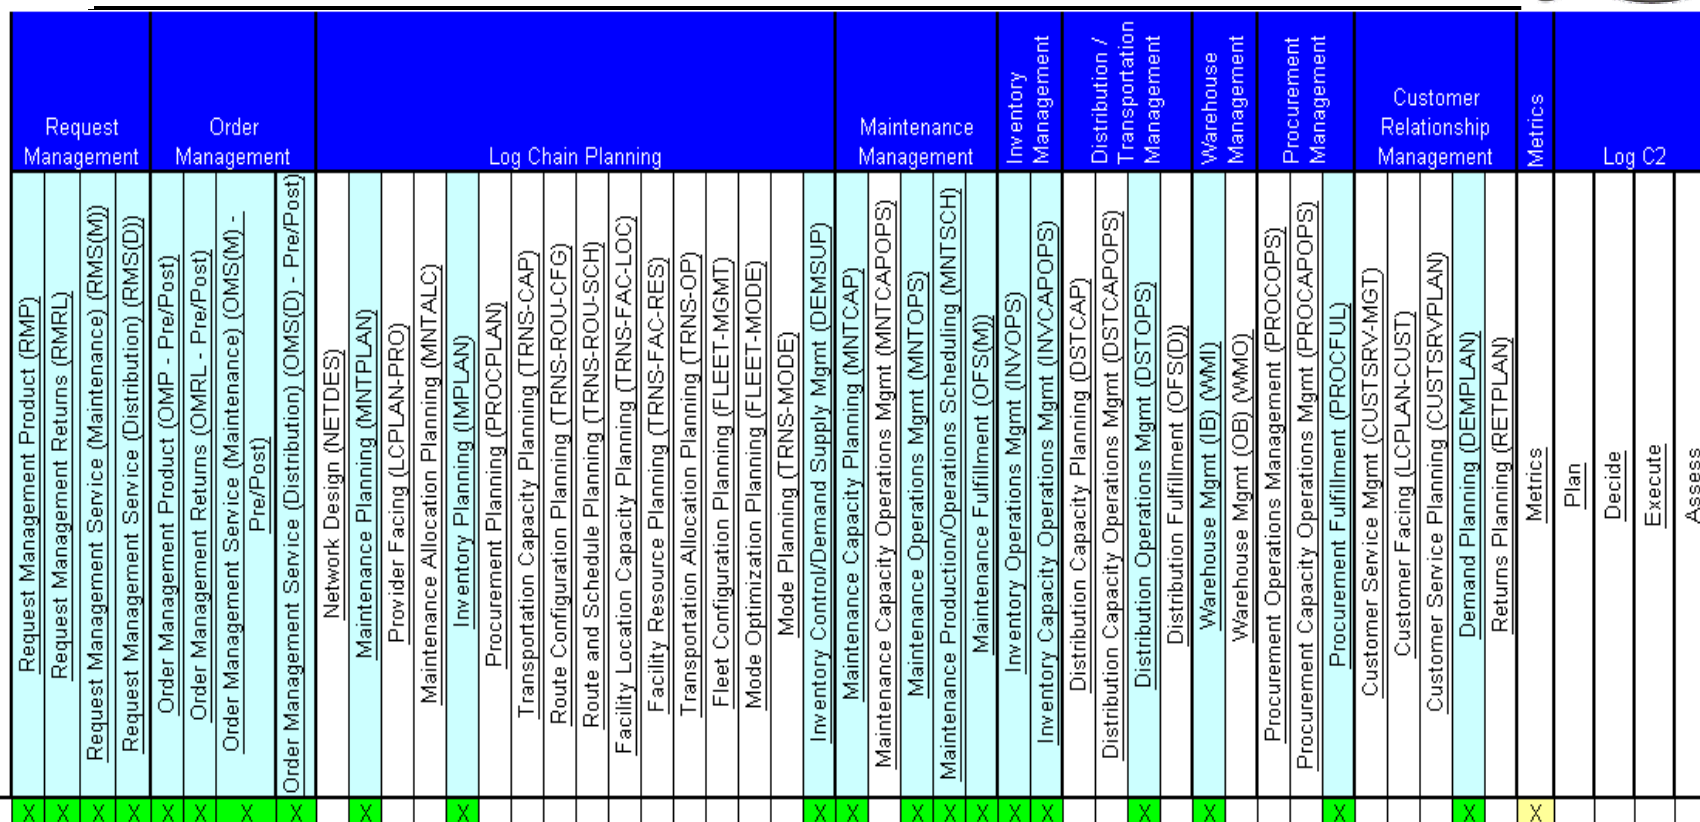 Request
Management
Order
Management
Log Chain Planning
Maintenance
Management
Inventory
Management
Distribution /
Transportation
Management
Warehouse
Management
Procurement
Management
Customer
Relationship
Management
Metrics
Log C2
Request Management Product (RMP)
Request Management Returns (RMRL)
Request Management Service (Maintenance) (RMS(M))
Request Management Service (Distribution) (RMS(D))
Order Management Product (OMP - Pre/Post)
Order Management Returns (OMRL - Pre/Post)
Order Management Service (Maintenance) (OMS(M) -
Pre/Post)
Order Management Service (Distribution) (OMS(D) - Pre/Post)
Network Design (NETDES)
Maintenance Planning (MNTPLAN)
Provider Facing (LCPLAN-PRO)
Maintenance Allocation Planning (MNTALC)
Inventory Planning (IMPLAN)
Procurement Planning (PROCPLAN)
Transportation Capacity Planning (TRNS-CAP)
Route Configuration Planning (TRNS-ROU-CFG)
Route and Schedule Planning (TRNS-ROU-SCH)
Facility Location Capacity Planning (TRNS-FAC-LOC)
Facility Resource Planning (TRNS-FAC-RES)
Transportation Allocation Planning (TRNS-OP)
Fleet Configuration Planning (FLEET-MGMT)
Mode Optimization Planning (FLEET-MODE)
Mode Planning (TRNS-MODE)
Inventory Control/Demand Supply Mgmt (DEMSUP)
Maintenance Capacity Planning (MNTCAP)
Maintenance Capacity Operations Mgmt (MNTCAPOPS)
Maintenance Operations Mgmt (MNTOPS)
Maintenance Production/Operations Scheduling (MNTSCH)
Maintenance Fulfillment (OFS(M))
Inventory Operations Mgmt (INVOPS)
Inventory Capacity Operations Mgmt (INVCAPOPS)
Distribution Capacity Planning (DSTCAP)
Distribution Capacity Operations Mgmt (DSTCAPOPS)
Distribution Operations Mgmt (DSTOPS)
Distribution Fulfillment (OFS(D))
Warehouse Mgmt (IB) (WMI)
Warehouse Mgmt (OB) (WMO)
Procurement Operations Management (PROCOPS)
Procurement Capacity Operations Mgmt (PROCAPOPS)
Procurement Fulfillment (PROCFUL)
Customer Service Mgmt (CUSTSRV-MGT)
Customer Facing (LCPLAN-CUST)
Customer Service Planning (CUSTSRVPLAN)
Demand Planning (DEMPLAN)
Returns Planning (RETPLAN)
Metrics
Plan
Decide
Execute
Assess
X X X X X X X X X X X X X X X X X X X X X X